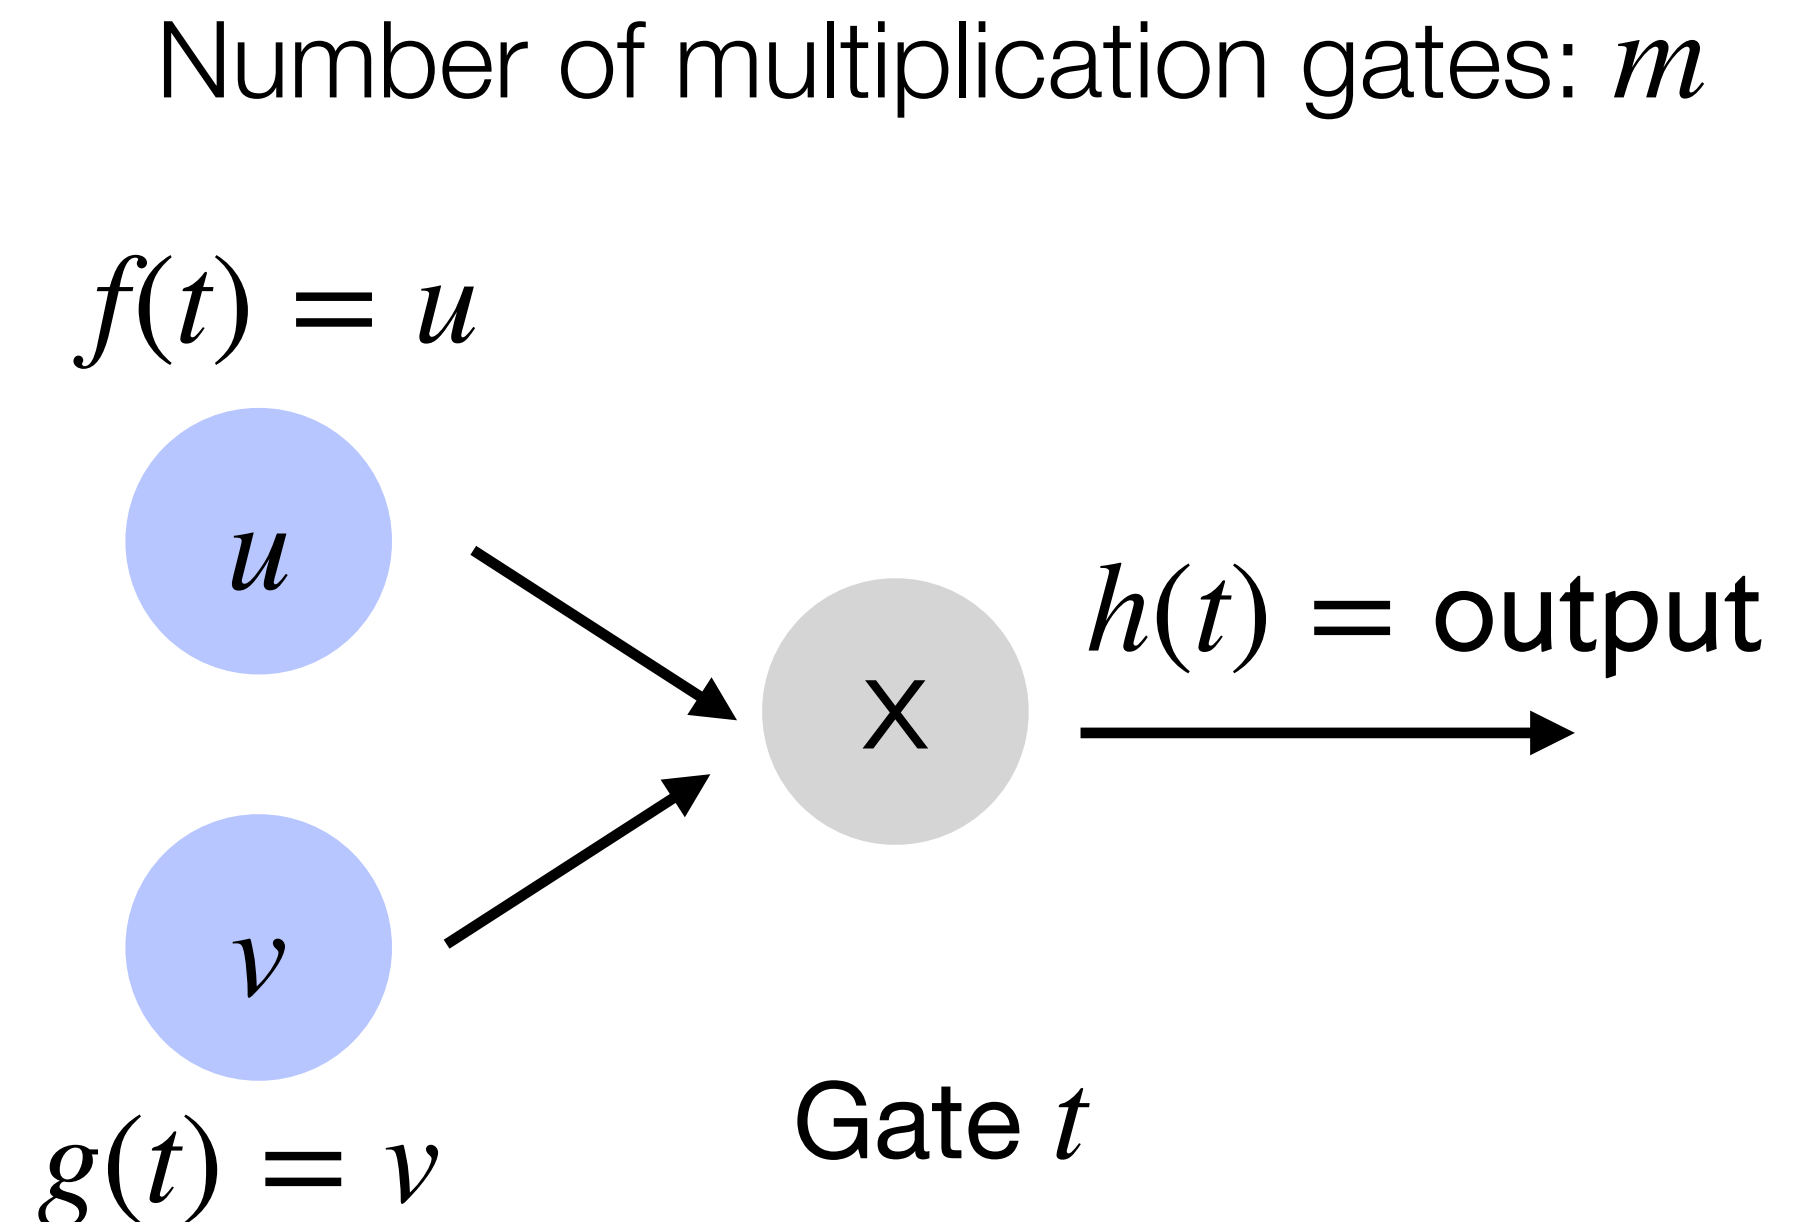 Number of multiplication gates: m
f(t) = u
u
h(t) = output
X
v
Gate t
g(t) = v